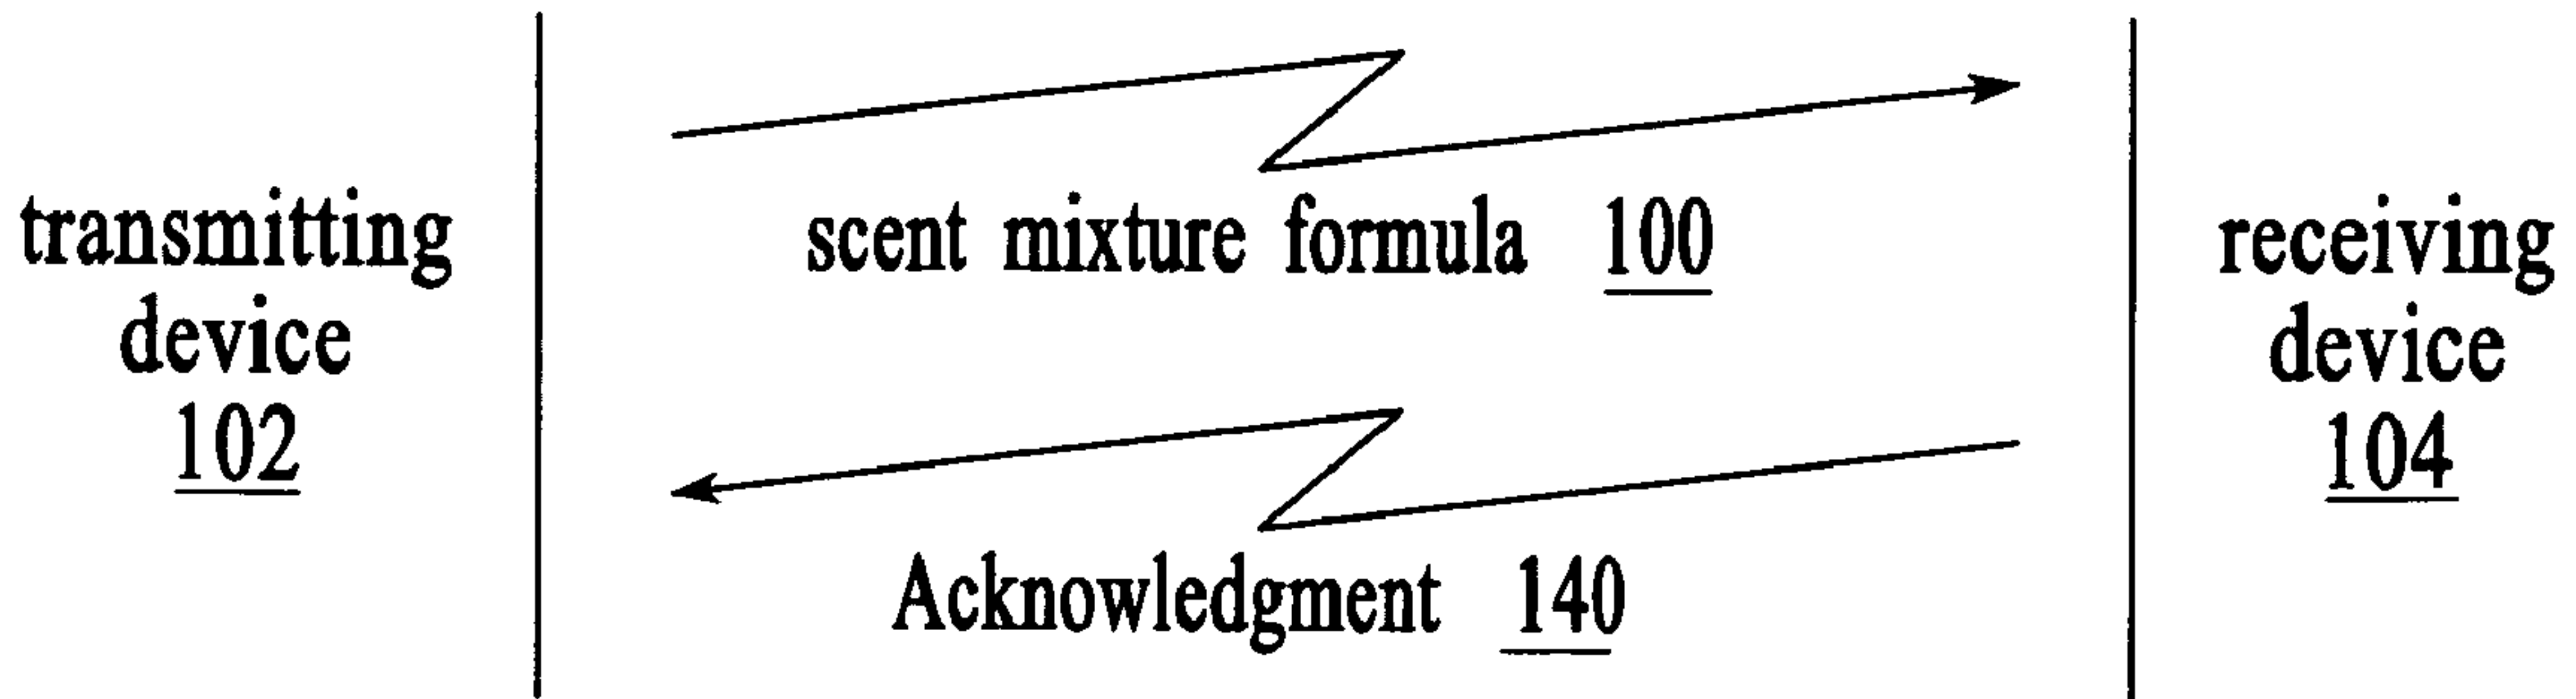 transmitting
device
102
scent mixture formula 100
Acknowledgment 140
receiving
device
104